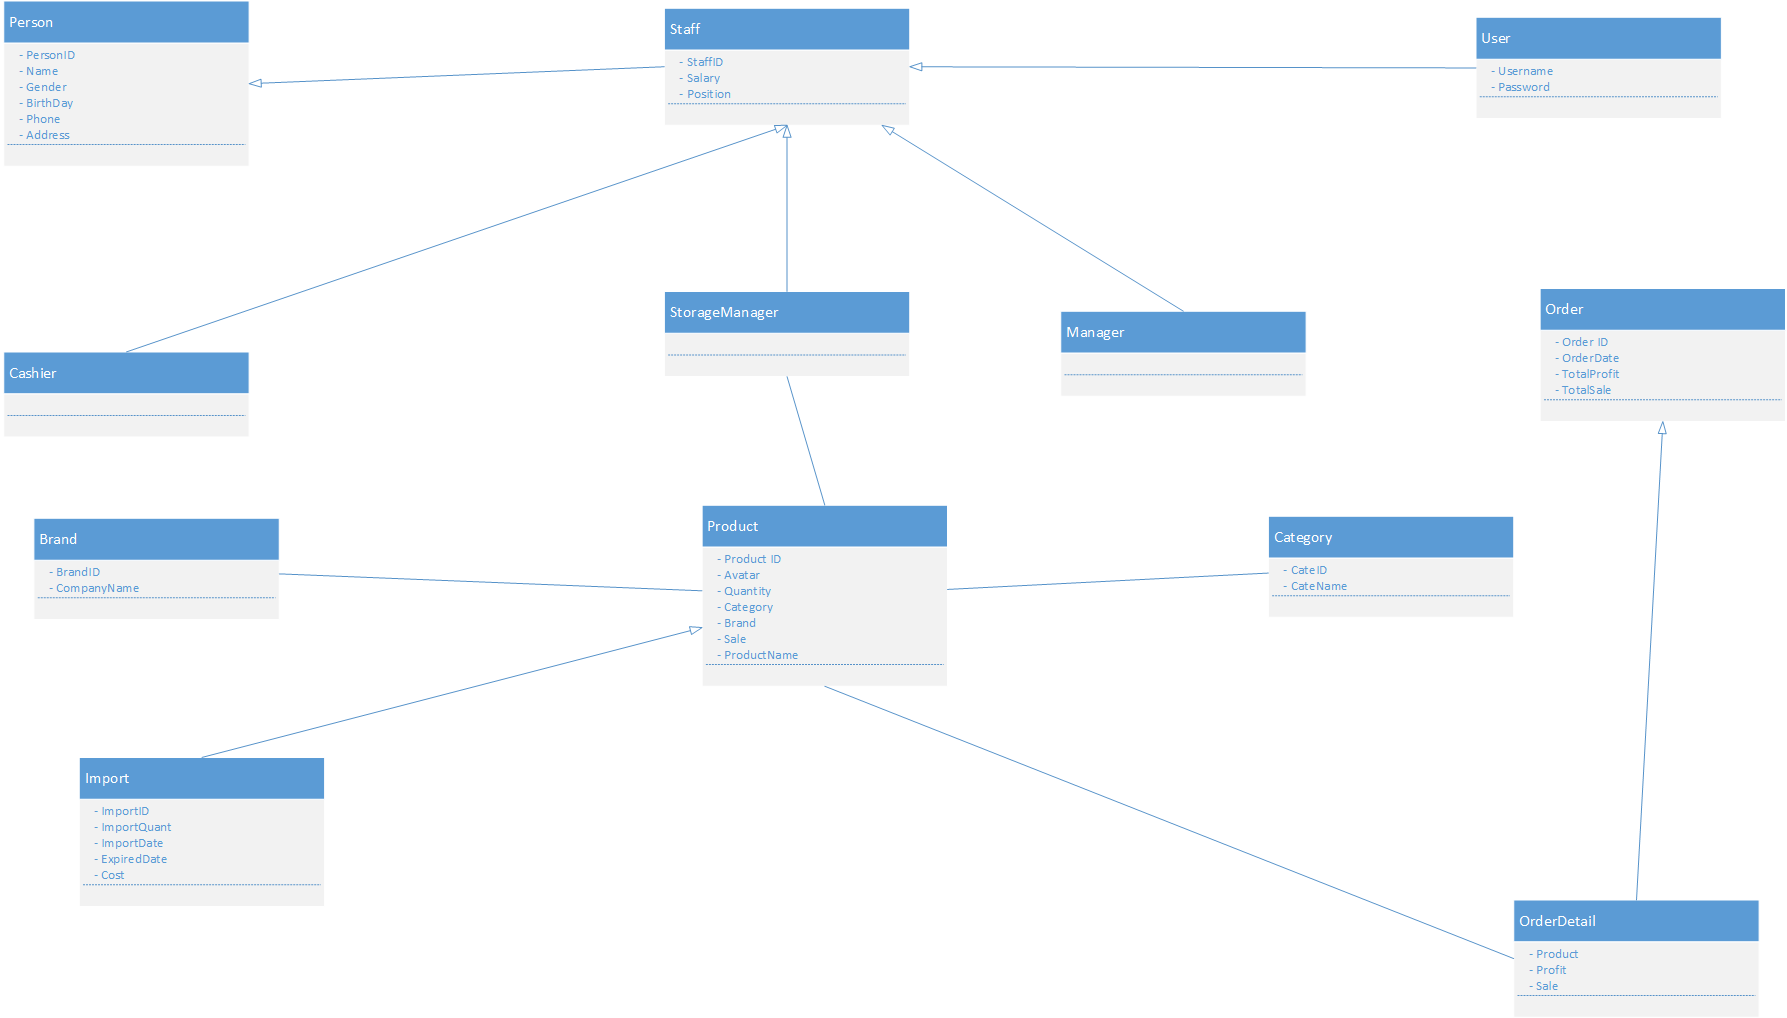 Person
- PersonID
- Name
- Gender
- BirthDay
- Phone
- Address
Staff
- StaffID
- Salary
- Position
User
- Username
- Password
Cashier
StorageManager
Manager
Order
- Order ID
- OrderDate
- TotalProfit
- TotalSale
Brand
- BrandID
- CompanyName
Product
- Product ID
- Avatar
- Quantity
- Category
- Brand
- Sale
- ProductName
Category
- CateID
- CateName
Import
- ImportID
- ImportQuant
- ImportDate
- ExpiredDate
- Cost
OrderDetail
- Product
- Profit
- Sale